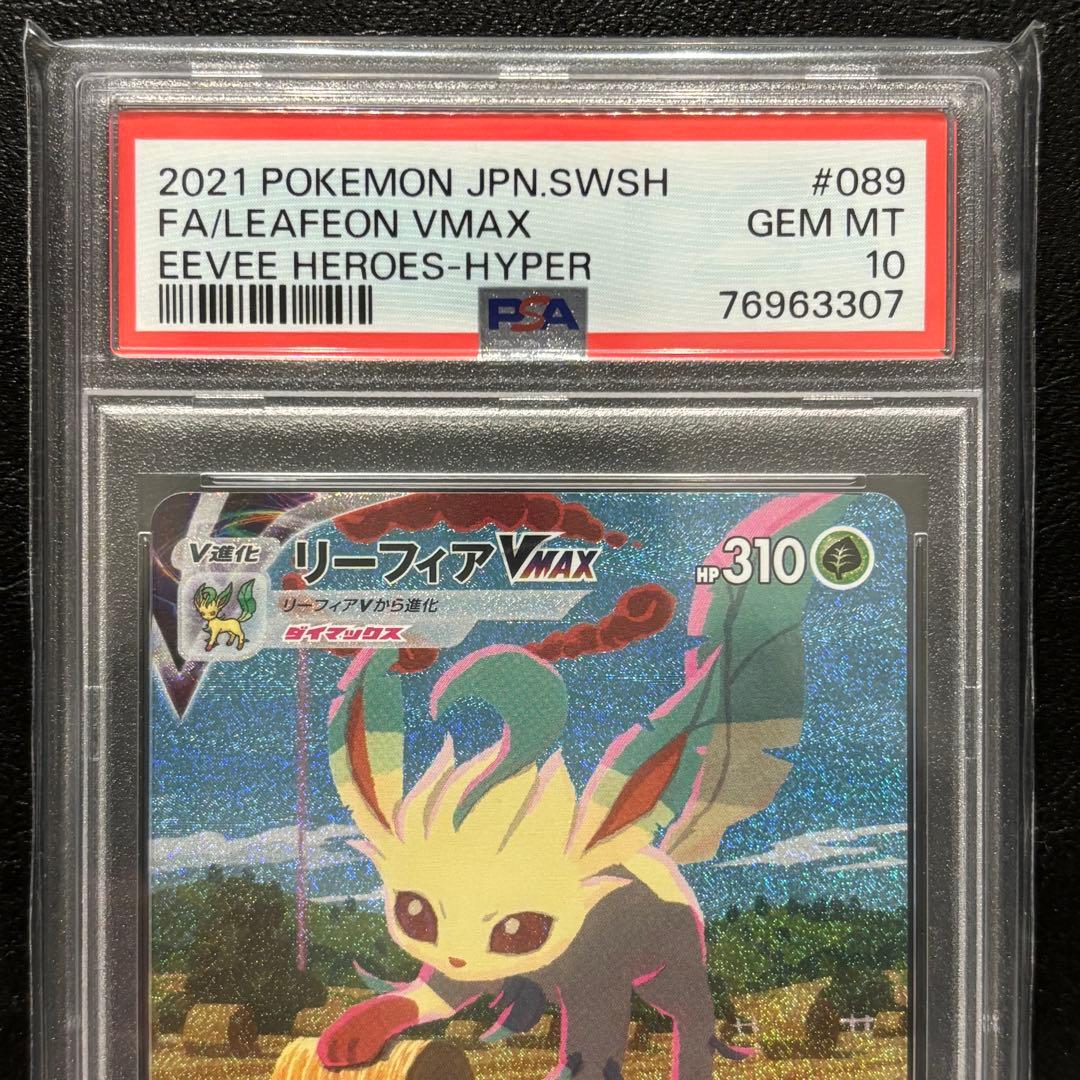 2021 POKEMON JPN.SWSH #089
FA/LEAFEON VMAX GEM MT
EEVEE HEROES-HYPER 10
PSA 76963307
V進化 リーフィアVMAX HP310
リーフィアVから進化
ダイマックス